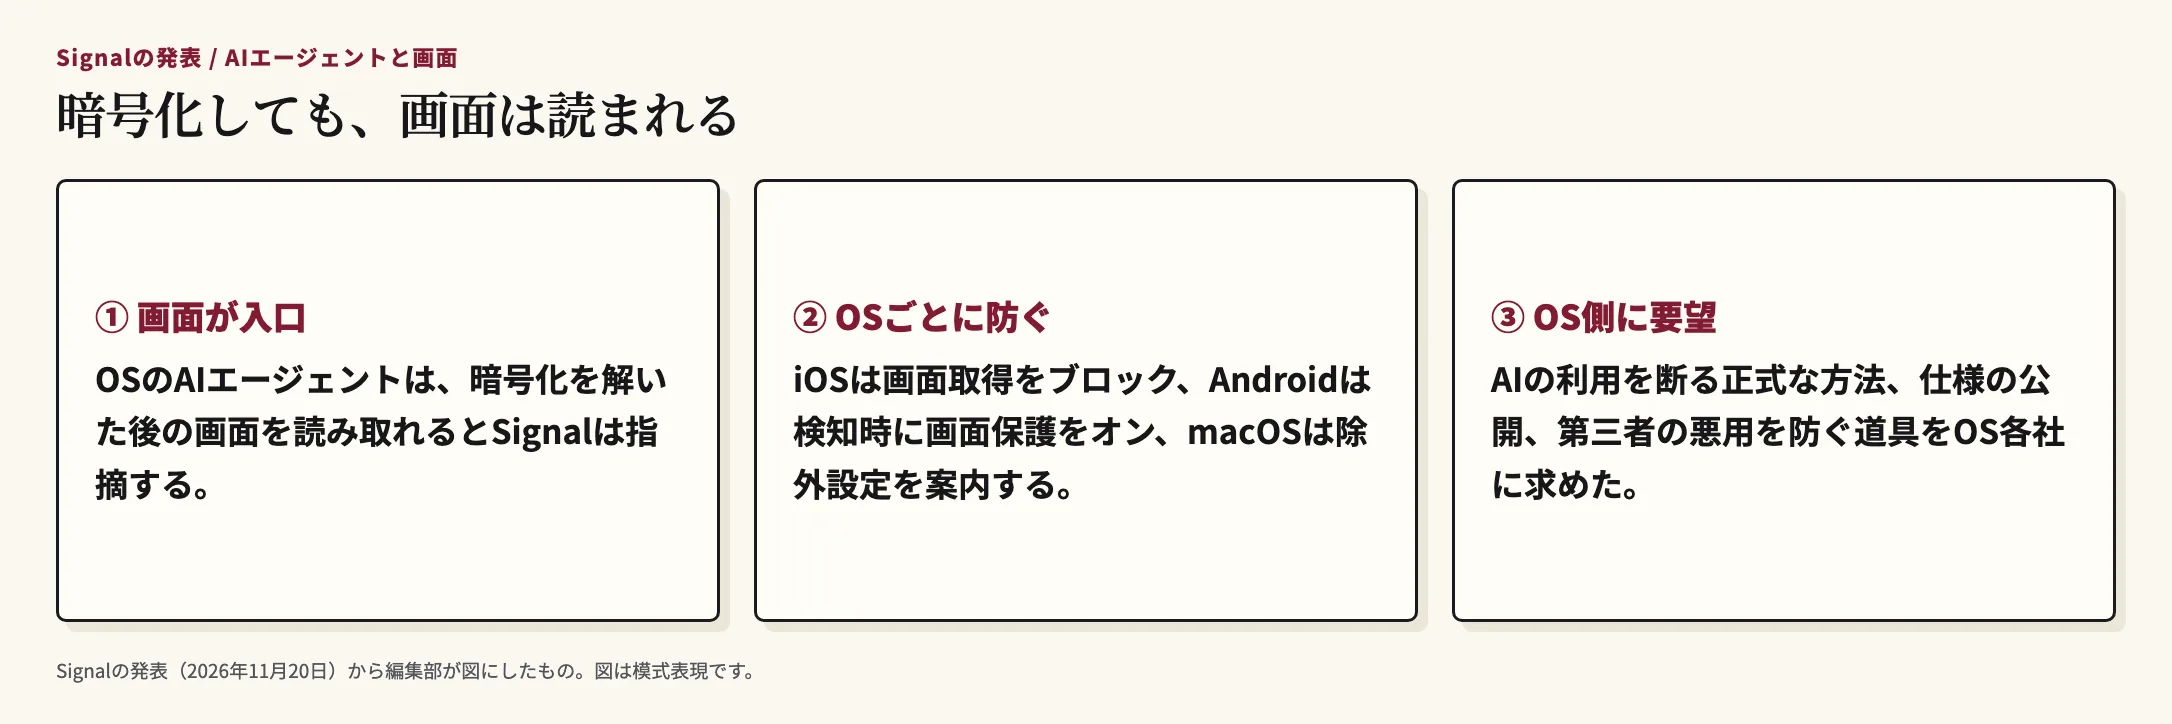 Signalの発表 / AIエージェントと画面
暗号化しても、画面は読まれる
① 画面が入口
OSのAIエージェントは、暗号化を解い
た後の画面を読み取れるとSignalは指
摘する。
② OSごとに防ぐ
iOSは画面取得をブロック、Androidは
検知時に画面保護をオン、macOSは除
外設定を案内する。
③ OS側に要望
AIの利用を断る正式な方法、仕様の公
開、第三者の悪用を防ぐ道具をOS各社
に求めた。
Signalの発表（2026年11月20日）から編集部が図にしたもの。図は模式表現です。